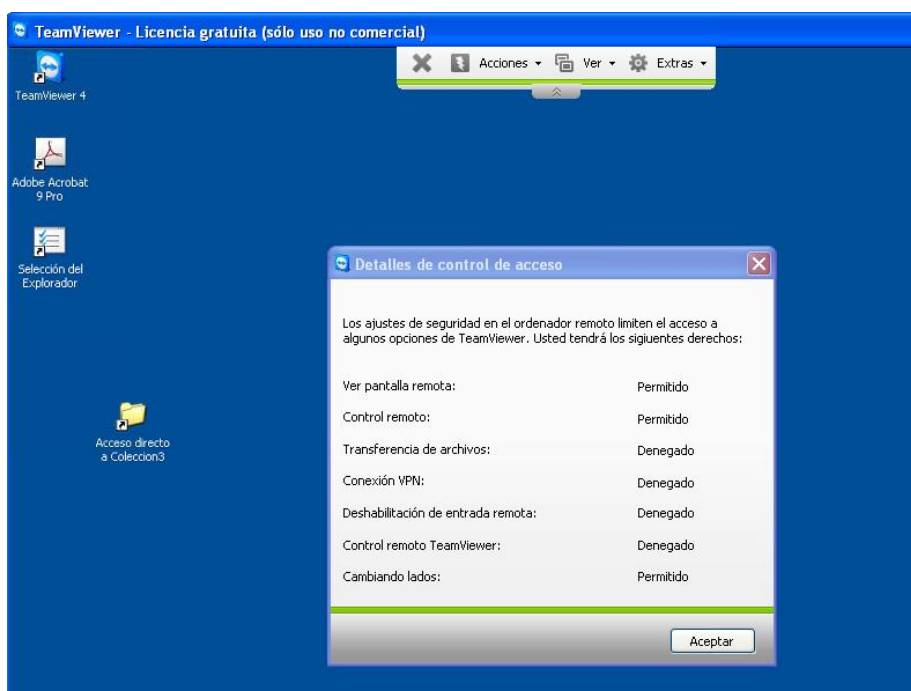 TeamViewer - Licencia gratuita (sólo uso no comercial)
Acciones Ver Extras
TeamViewer 4
Adobe Acrobat
9 Pro
Selección del
Explorador
Acceso directo
a Coleccion3
Detalles de control de acceso
Los ajustes de seguridad en el ordenador remoto limiten el acceso a
algunos opciones de TeamViewer. Usted tendrá los sigiuentes derechos:
Ver pantalla remota: Permitido
Control remoto: Permitido
Transferencia de archivos: Denegado
Conexión VPN: Denegado
Deshabilitación de entrada remota: Denegado
Control remoto TeamViewer: Denegado
Cambiando lados: Permitido
Aceptar